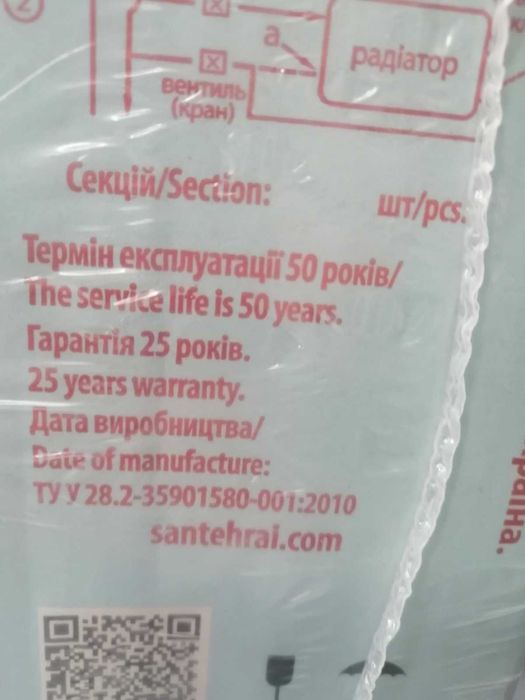 2
а
радіатор
вентиль
(кран)
Секцій/Section: шт/pcs.
Термін експлуатації 50 років/
The service life is 50 years.
Гарантія 25 років.
25 years warranty.
Дата виробництва/
Date of manufacture:
ТУ У 28.2-35901580-001:2010
santehrai.com